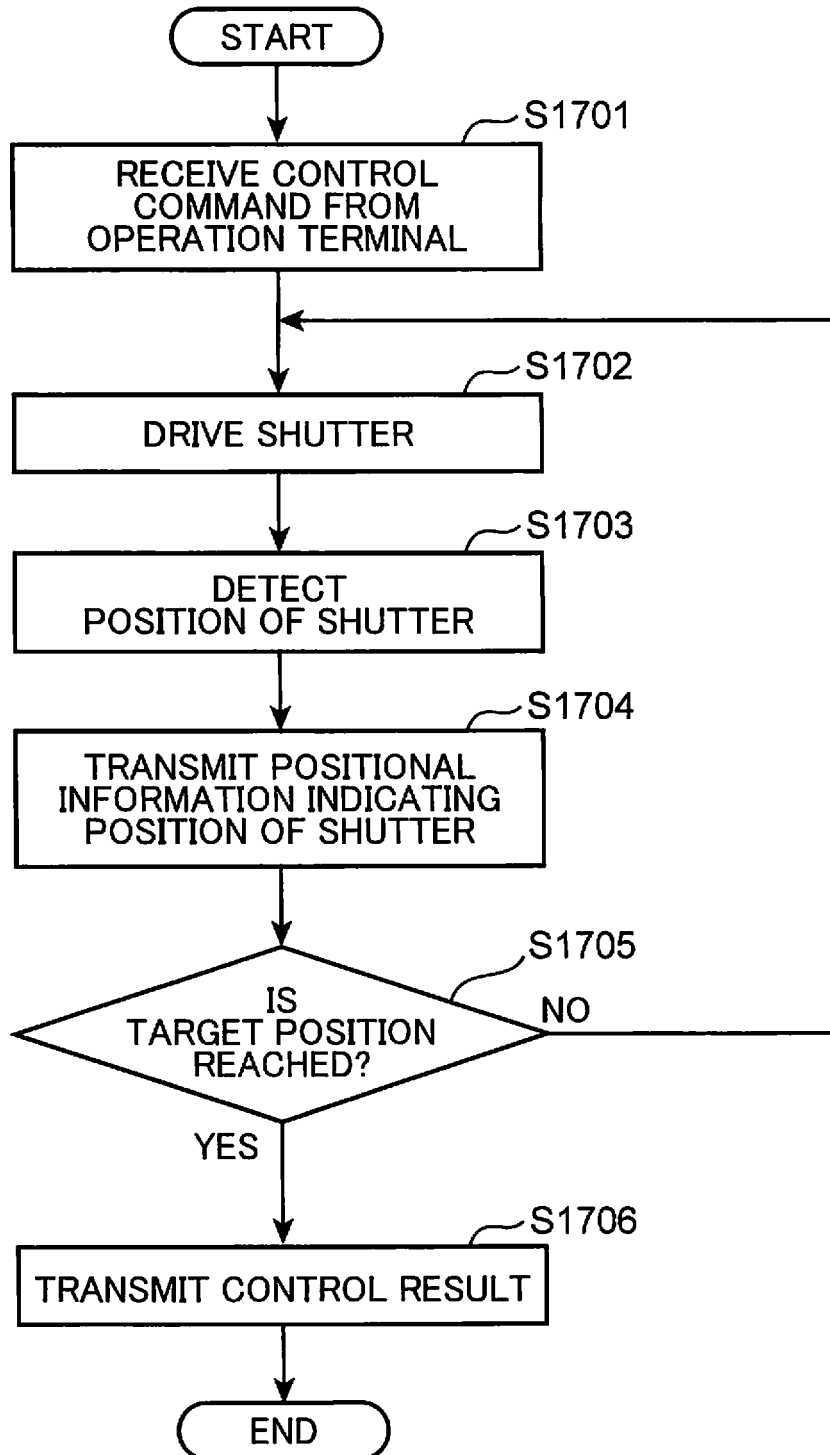 START
S1701
RECEIVE CONTROL
COMMAND FROM
OPERATION TERMINAL
S1702
DRIVE SHUTTER
S1703
DETECT
POSITION OF SHUTTER
S1704
TRANSMIT POSITIONAL
INFORMATION INDICATING
POSITION OF SHUTTER
S1705
IS
TARGET POSITION
REACHED?
NO
YES
S1706
TRANSMIT CONTROL RESULT
END